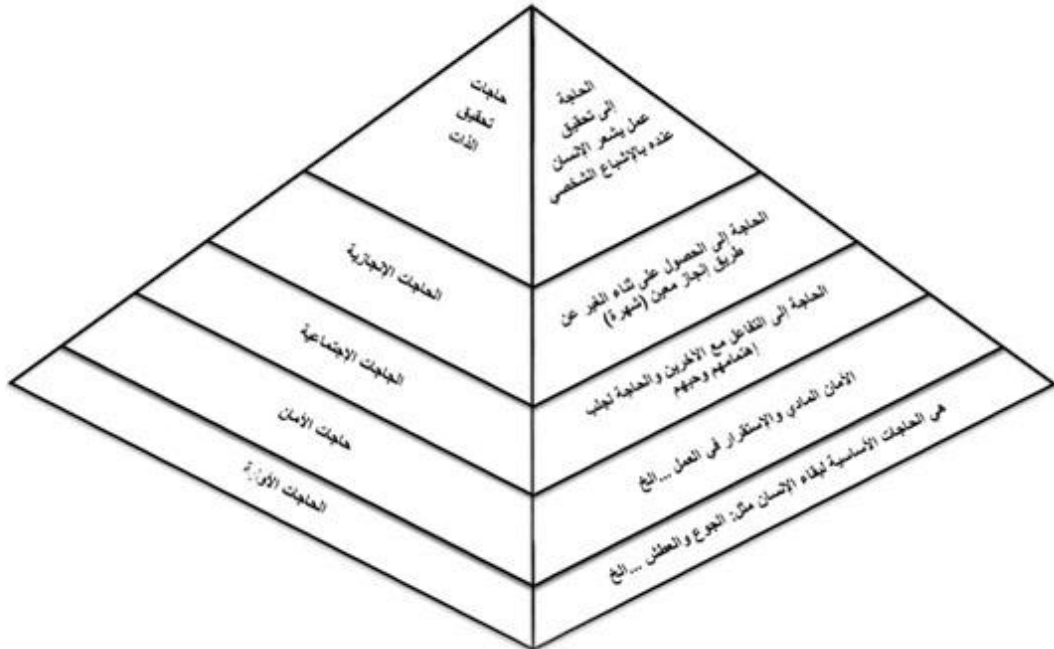 حاجات
تحقيق
الذات
الحاجة
إلى تحقيق
عمل يشعر الإنسان
عنده بالإشباع الشخصي
الحاجات الإنجازية
الحاجة إلى الحصول على ثناء الغير عن
طريق إنجاز معين (شهرة)
الحاجات الإجتماعية
الحاجة إلى التفاعل مع الآخرين والحاجة لجلب
إهتمامهم وحبهم
حاجات الأمان
الأمان المادي والإستقرار في العمل ...الخ
الحاجات
هي الحاجات الأساسية لبقاء الإنسان مثل: الجوع والعطش ...الخ